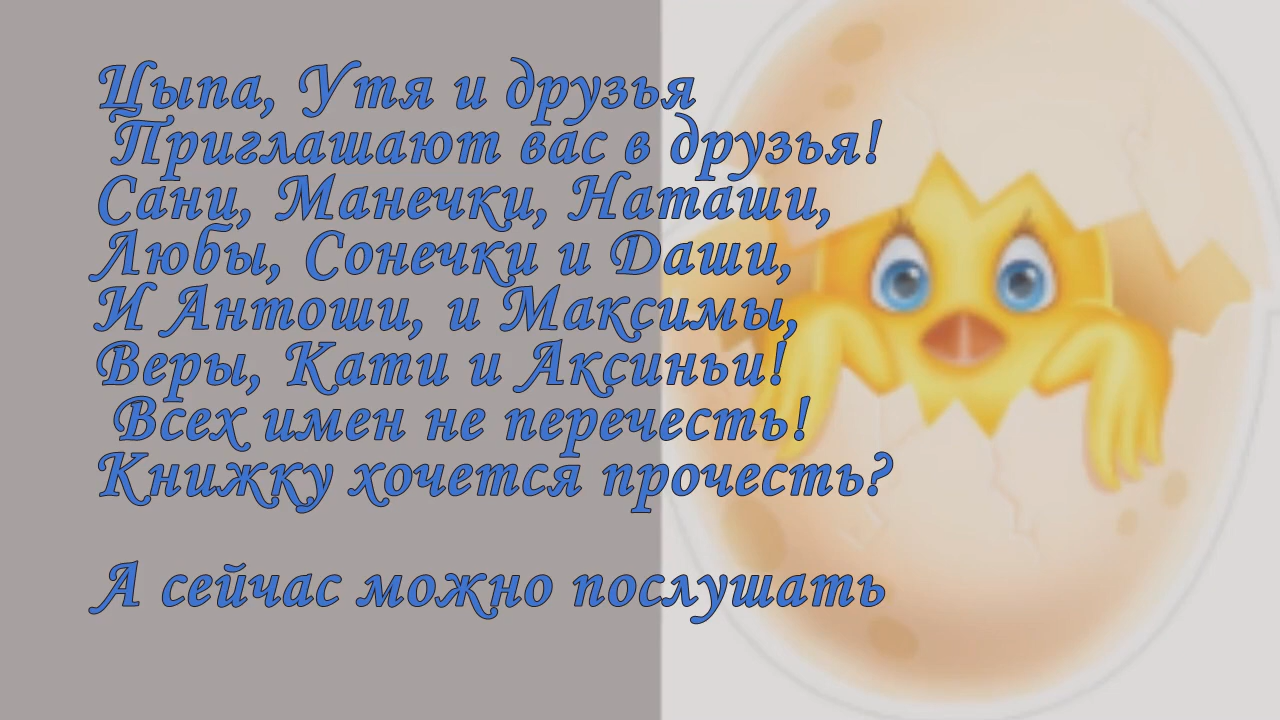 Цыпа, Утя и друзья
Приглашают вас в друзья!
Сани, Манечки, Наташи,
Любы, Сонечки и Даши,
И Антоши, и Максимы,
Веры, Кати и Аксиньи!
Всех имен не перечесть!
Книжку хочется прочесть?
А сейчас можно послушать